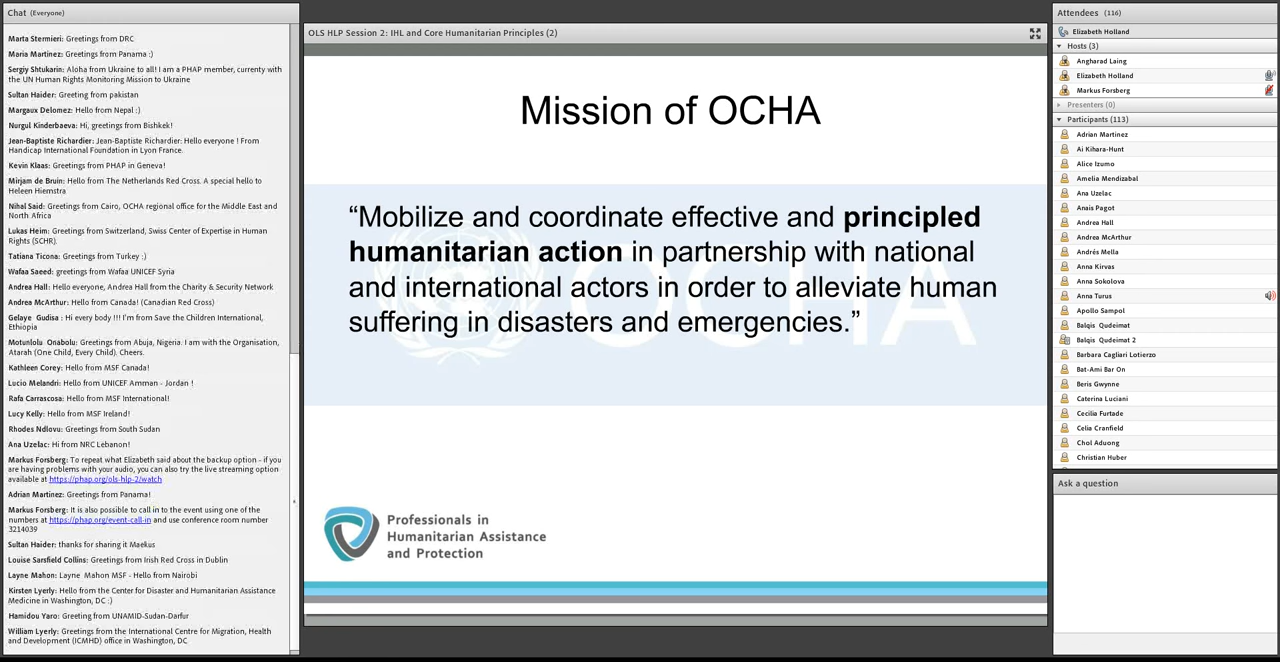 Chat (Everyone)
Marta Stermieri: Greetings from DRC
Maria Martinez: Greetings from Panama :)
Sergiy Shtukarin: Aloha from Ukraine to all! I am a PHAP member, currenty with
the UN Human Rights Monitoring Mission to Ukraine
Sultan Haider: Greeting from pakistan
Margaux Delomez: Hello from Nepal :)
Nurgul Kinderbaeva: Hi, greetings from Bishkek!
Jean-Baptiste Richardier: Jean-Baptiste Richardier: Hello everyone ! From
Handicap International Foundation in Lyon France.
Kevin Klaas: Greetings from PHAP in Geneva!
Mirjam de Bruin: Hello from The Netherlands Red Cross. A special hello to
Heleen Hiemstra
Nihal Said: Greetings from Cairo, OCHA regional office for the Middle East and
North Africa
Lukas Heim: Greetings from Switzerland, Swiss Center of Expertise in Human
Rights (SCHR).
Tatiana Ticona: Greetings from Turkey :)
Wafaa Saeed: greetings from Wafaa UNICEF Syria
Andrea Hall: Hello everyone, Andrea Hall from the Charity & Security Network
Andrea McArthur: Hello from Canada! (Canadian Red Cross)
Gelaye Gudisa : Hi every body !!! I'm from Save the Children International,
Ethiopia
Motunlolu Onabolu: Greetings from Abuja, Nigeria. I am with the Organisation,
Atarah (One Child, Every Child). Cheers.
Kathleen Corey: Hello from MSF Canada!
Lucio Melandri: Hello from UNICEF Amman - Jordan !
Rafa Carrascosa: Hello from MSF International!
Lucy Kelly: Hello from MSF Ireland!
Rhodes Ndlovu: Greetings from South Sudan
Ana Uzelac: Hi from NRC Lebanon!
Markus Forsberg: To repeat what Elizabeth said about the backup option - if you
are having problems with your audio, you can also try the live streaming option
available at https://phap.org/ols-hlp-2/watch
Adrian Martinez: Greetings from Panama!
Markus Forsberg: It is also possible to call in to the event using one of the
numbers at https://phap.org/event-call-in and use conference room number
3214039
Sultan Haider: thanks for sharing it Maekus
Louise Sarsfield Collins: Greetings from Irish Red Cross in Dublin
Layne Mahon: Layne Mahon MSF - Hello from Nairobi
Kirsten Lyerly: Hello from the Center for Disaster and Humanitarian Assistance
Medicine in Washington, DC :)
Hamidou Yaro: Greeting from UNAMID-Sudan-Darfur
William Lyerly: Greetings from the International Centre for Migration, Health
and Development (ICMHD) office in Washington, DC
OLS HLP Session 2: IHL and Core Humanitarian Principles (2)
Mission of OCHA
OCHA
“Mobilize and coordinate effective and principled
humanitarian action in partnership with national
and international actors in order to alleviate human
suffering in disasters and emergencies.”
Professionals in
Humanitarian Assistance
and Protection
Attendees (116)
Elizabeth Holland
Hosts (3)
Angharad Laing
Elizabeth Holland
Markus Forsberg
Presenters (0)
Participants (113)
Adrian Martinez
Ai Kihara-Hunt
Alice Izumo
Amelia Mendizabal
Ana Uzelac
Anais Pagot
Andrea Hall
Andrea McArthur
Andrés Mella
Anna Kirvas
Anna Sokolova
Anna Turus
Apollo Sampol
Balqis Qudeimat
Balqis Qudeimat 2
Barbara Cagliari Lotierzo
Bat-Ami Bar On
Beris Gwynne
Caterina Luciani
Cecilia Furtade
Celia Cranfield
Chol Aduong
Christian Huber
Ask a question